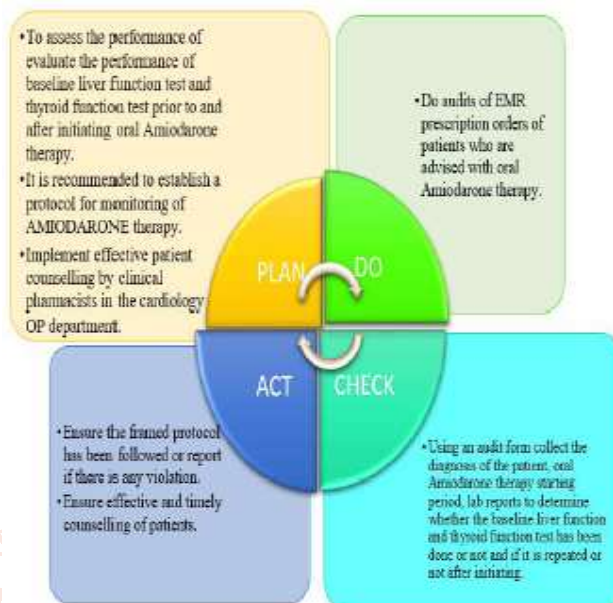 •To assess the performance of
evaluate the performance of
baseline liver function test and
thyroid function test prior to and
after initiating oral Amiodarone
therapy.
•It is recommended to establish a
protocol for monitoring of
AMIODARONE therapy.
•Implement effective patient
counselling by clinical
pharmacists in the cardiology
OP department.
•Do audits of EMR
prescription orders of
patients who are
advised with oral
Amiodarone therapy.
PLAN
DO
ACT
CHECK
•Ensure the framed protocol
has been followed or report
if there is any violation.
•Ensure effective and timely
counselling of patients.
•Using an audit form collect the
diagnosis of the patient, oral
Amiodarone therapy starting
period, lab reports to determine
whether the baseline liver function
and thyroid function test has been
done or not and if it is repeated or
not after initiating.